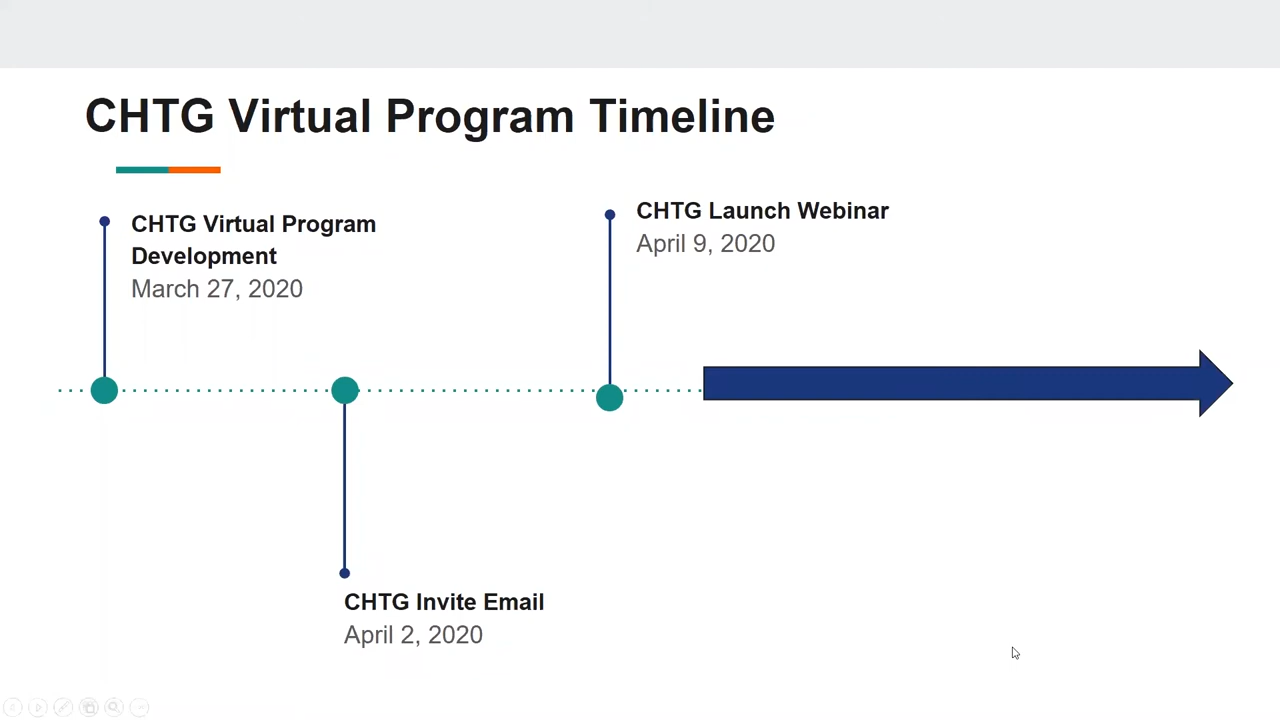 CHTG Virtual Program Timeline
CHTG Virtual Program
Development
March 27, 2020
CHTG Launch Webinar
April 9, 2020
CHTG Invite Email
April 2, 2020